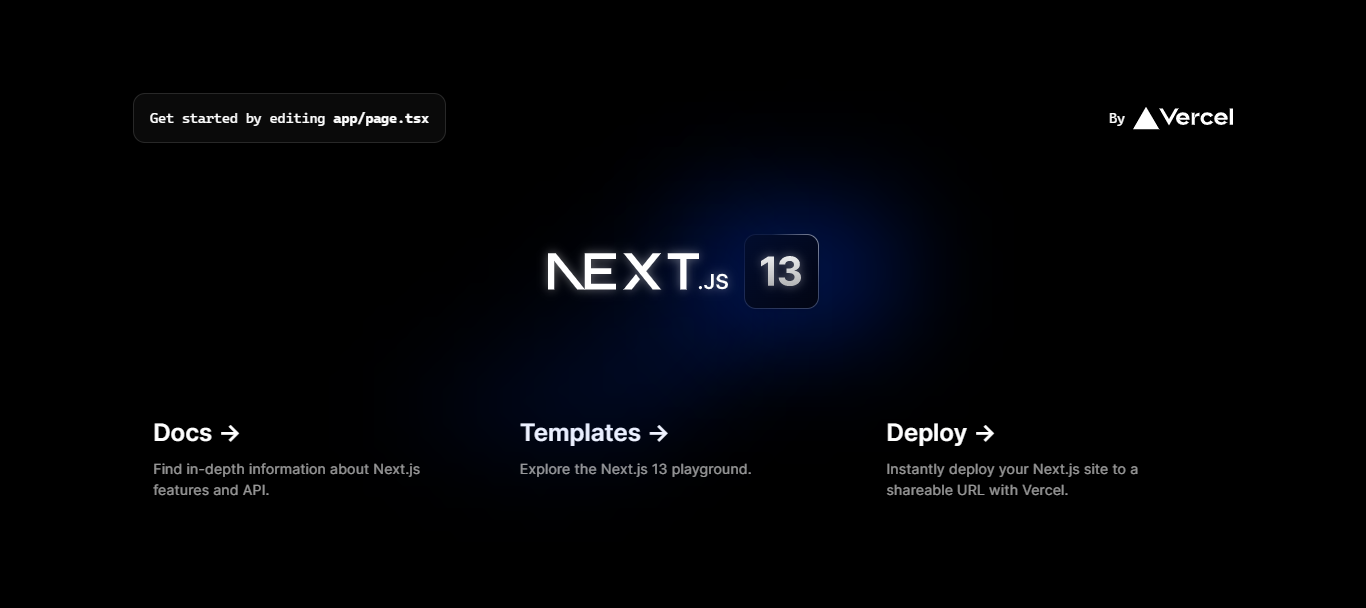 Get started by editing app/page.tsx
By Vercel
NEXT.JS 13
Docs →
Find in-depth information about Next.js
features and API.
Templates →
Explore the Next.js 13 playground.
Deploy →
Instantly deploy your Next.js site to a
shareable URL with Vercel.